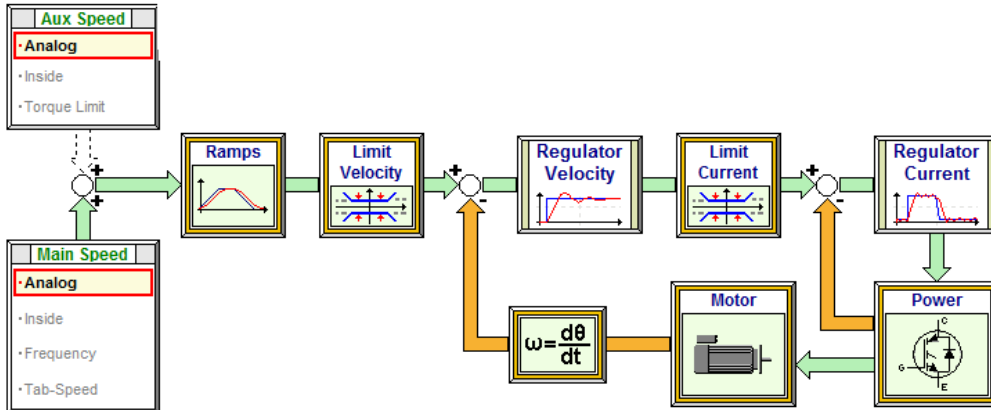 Aux Speed
· Analog
· Inside
· Torque Limit
+
+
Ramps
Limit
Velocity
+
-
Regulator
Velocity
Limit
Current
+
-
Regulator
Current
Main Speed
· Analog
· Inside
· Frequency
· Tab-Speed
ω=dθ/dt
Motor
Power
C
G
E